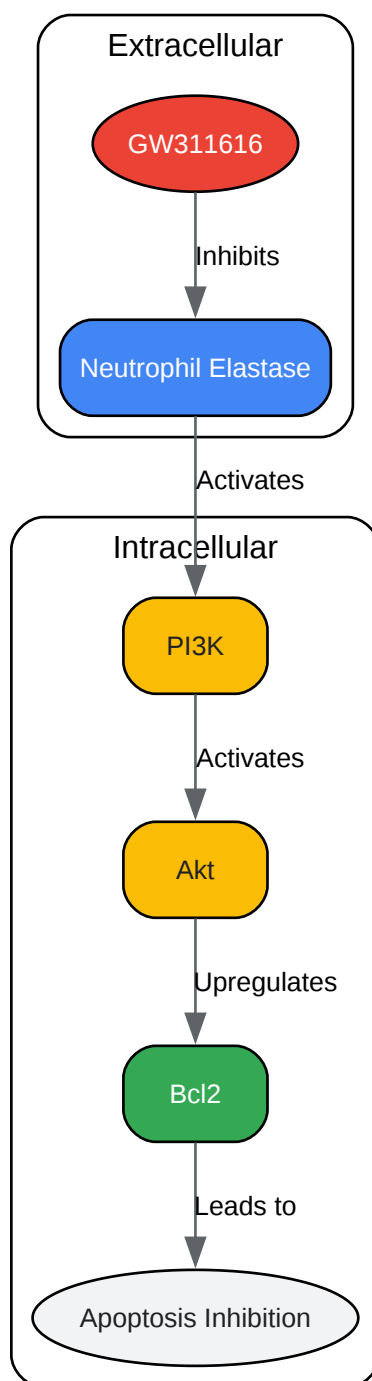 Extracellular
GW311616
Inhibits
Neutrophil Elastase
Activates
Intracellular
PI3K
Activates
Akt
Upregulates
Bcl2
Leads to
Apoptosis Inhibition